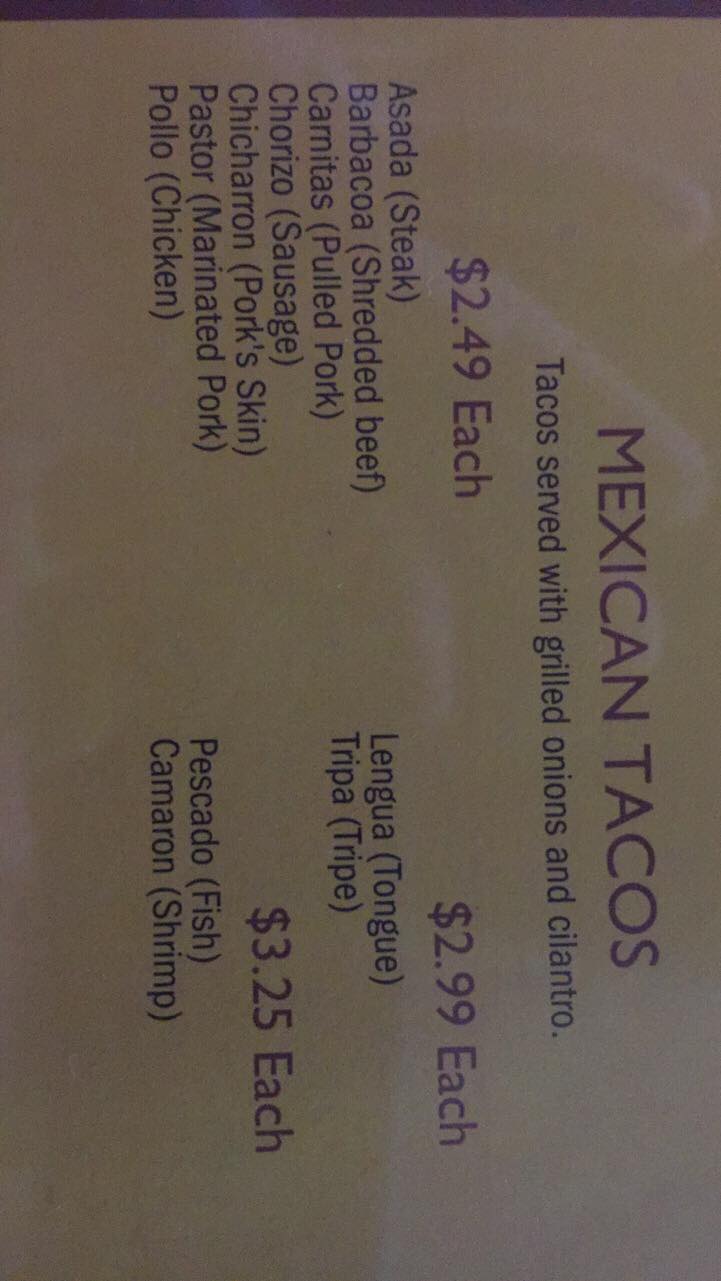 MEXICAN TACOS
Tacos served with grilled onions and cilantro.
$2.49 Each
Asada (Steak)
Barbacoa (Shredded beef)
Carnitas (Pulled Pork)
Chorizo (Sausage)
Chicharron (Pork's Skin)
Pastor (Marinated Pork)
Pollo (Chicken)
$2.99 Each
Lengua (Tongue)
Tripa (Tripe)
$3.25 Each
Pescado (Fish)
Camaron (Shrimp)